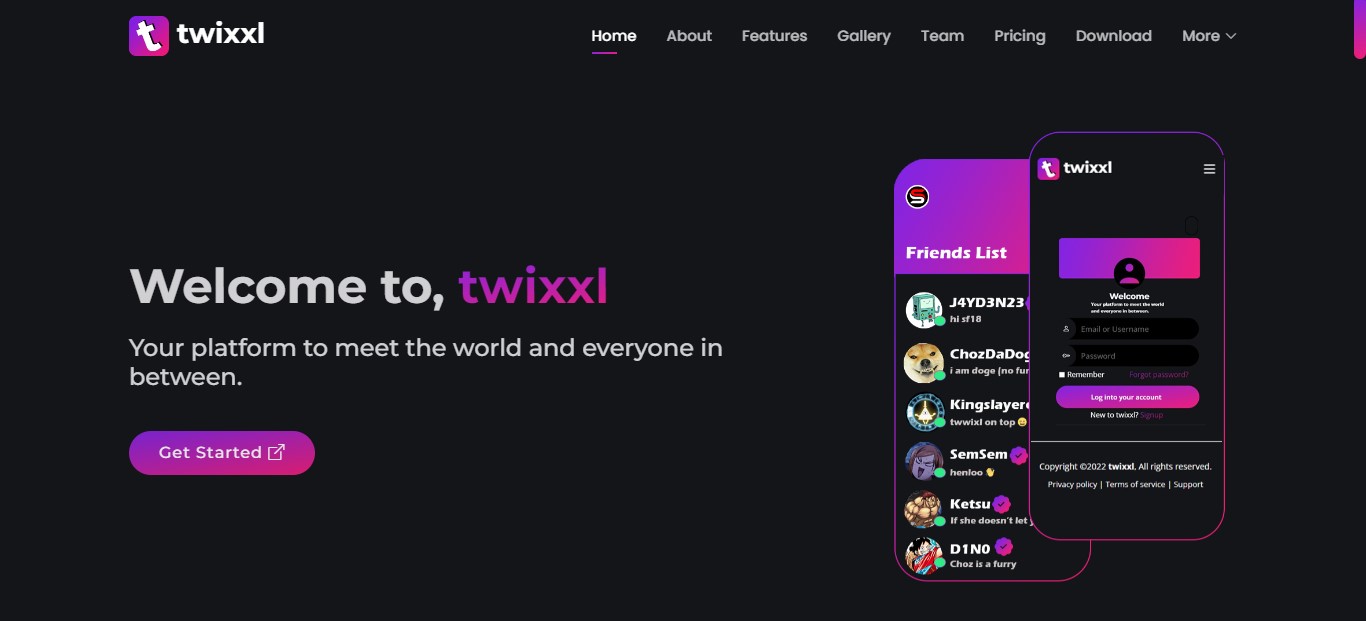 twixxl
Home About Features Gallery Team Pricing Download More
Welcome to, twixxl
Your platform to meet the world and everyone in
between.
Get Started
Friends List
J4YD3N23
hi sf18
ChozDaDog
i am doge (no fur
Kingslayer
twwixl on top
SemSem
henloo
Ketsu
If she doesn't let
D1N0
Choz is a furry
twixxl
Welcome
Your platform to meet the world
and everyone in between.
Email or Username
Password
Remember Forgot password?
Log into your account
New to twixxl? Signup
Copyright ©2022 twixxl. All rights reserved.
Privacy policy | Terms of service | Support